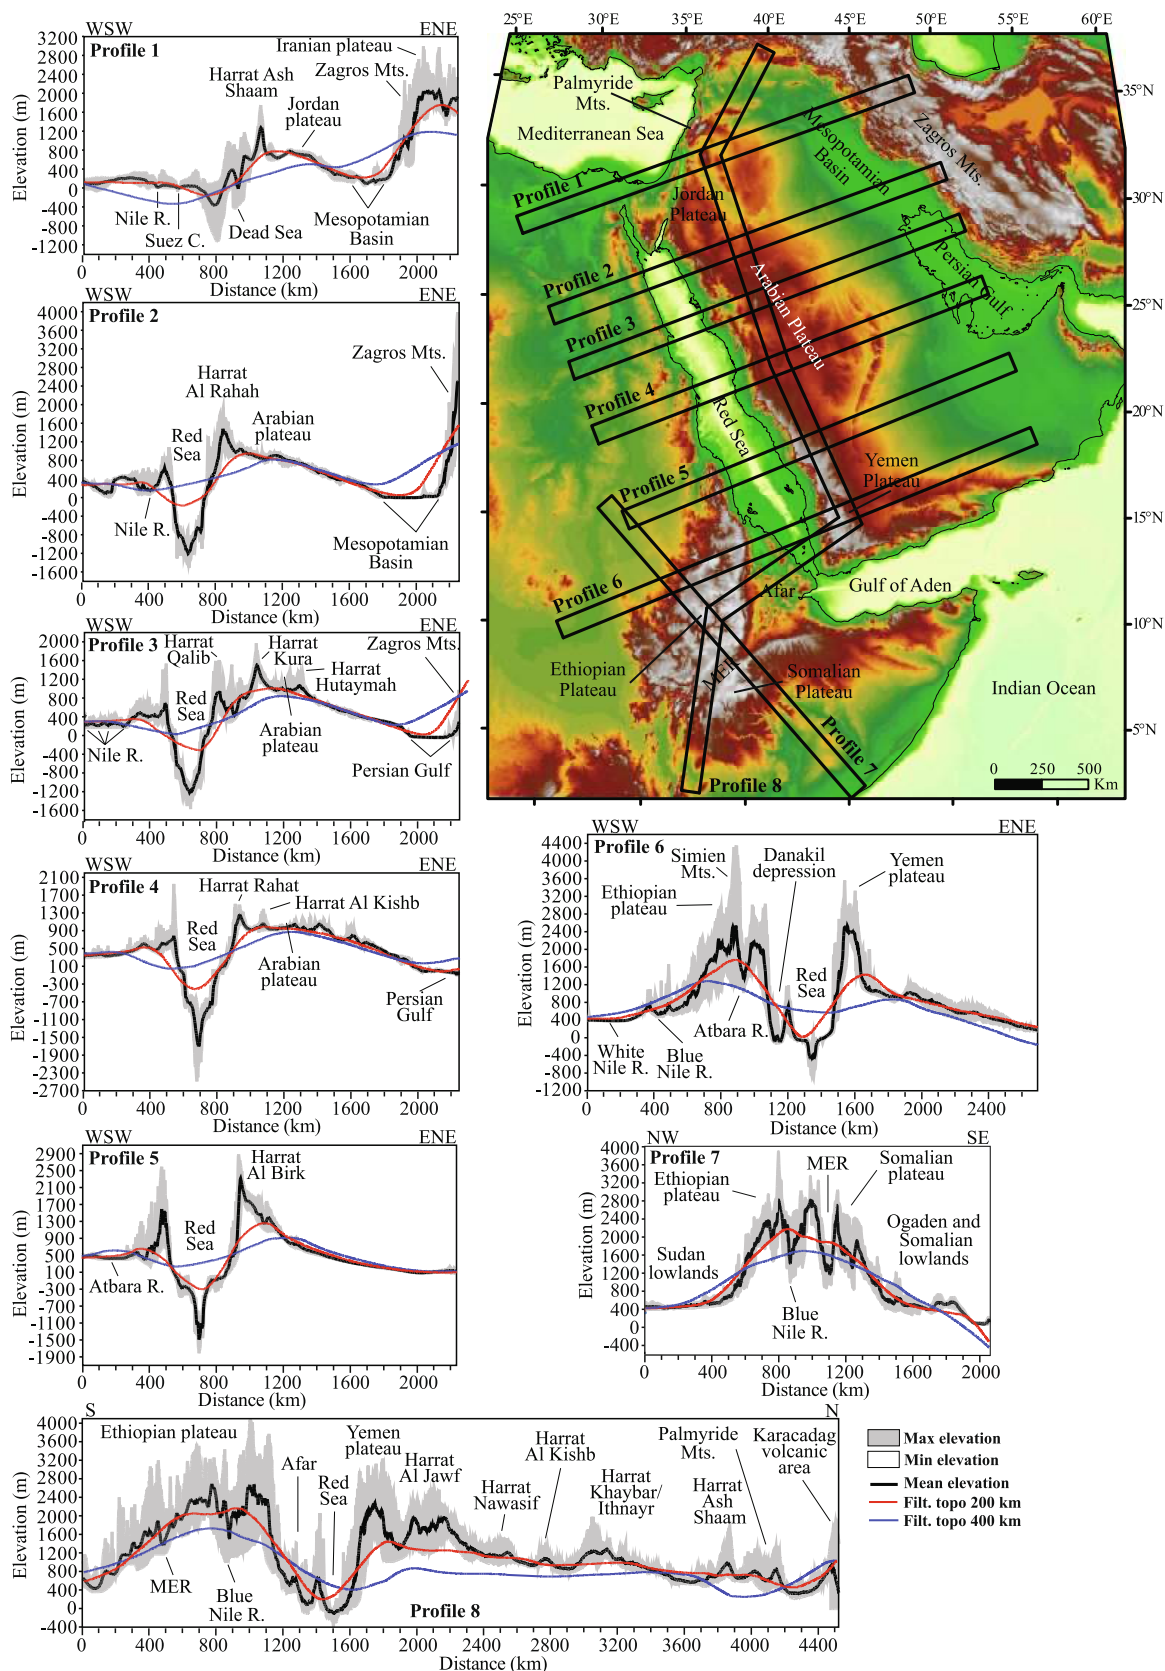 WSW
ENE
Profile 1
Iranian plateau
Zagros Mts.
Harrat Ash
Shaam
Jordan
plateau
Nile R.
Suez C.
Dead Sea
Mesopotamian
Basin
Elevation (m)
3200
2800
2400
2000
1600
1200
800
400
0
-400
-800
-1200
0 400 800 1200 1600 2000
Distance (km)
WSW
ENE
Profile 2
Zagros Mts.
Harrat
Al Rahah
Red
Sea
Arabian
plateau
Nile R.
Mesopotamian
Basin
Elevation (m)
4000
3600
3200
2800
2400
2000
1600
1200
800
400
0
-400
-800
-1200
-1600
0 400 800 1200 1600 2000
Distance (km)
WSW
ENE
Profile 3
Harrat
Qalib
Harrat
Kura
Zagros Mts.
Harrat
Hutaymah
Red
Sea
Arabian
plateau
Nile R.
Persian Gulf
Elevation (m)
2000
1600
1200
800
400
0
-400
-800
-1200
-1600
-2000
0 400 800 1200 1600 2000
Distance (km)
WSW
ENE
Profile 4
Harrat Rahat
Harrat Al Kishb
Red
Sea
Arabian
plateau
Persian
Gulf
Elevation (m)
2100
1700
1300
900
500
100
-300
-700
-1100
-1500
-1900
-2300
-2700
0 400 800 1200 1600 2000
Distance (km)
WSW
ENE
Profile 5
Harrat
Al Birk
Red
Sea
Atbara R.
Elevation (m)
2900
2500
2100
1700
1300
900
500
100
-300
-700
-1100
-1500
-1900
0 400 800 1200 1600 2000
Distance (km)
25°E 30°E 35°E 40°E 45°E 50°E 55°E 60°E
35°N
30°N
25°N
20°N
15°N
10°N
5°N
Palmyride
Mts.
Mediterranean Sea
Mesopotamian
Basin
Zagros Mts.
Profile 1
Jordan
Plateau
Profile 2
Persian Gulf
Profile 3
Arabian Plateau
Profile 4
Red Sea
Profile 5
Yemen
Plateau
Profile 6
Afar
Gulf of Aden
Ethiopian
Plateau
MER
Somalian
Plateau
Indian Ocean
Profile 7
Profile 8
0 250 500
Km
WSW
ENE
Profile 6
Simien
Mts.
Danakil
depression
Yemen
plateau
Ethiopian
plateau
Red
Sea
Atbara R.
White
Nile R.
Blue
Nile R.
Elevation (m)
4400
4000
3600
3200
2800
2400
2000
1600
1200
800
400
0
-400
-800
-1200
0 400 800 1200 1600 2000 2400
Distance (km)
NW
SE
Profile 7
Ethiopian
plateau
MER
Somalian
plateau
Ogaden and
Somalian
lowlands
Sudan
lowlands
Blue
Nile R.
Elevation (m)
4000
3600
3200
2800
2400
2000
1600
1200
800
400
0
-400
0 400 800 1200 1600 2000
Distance (km)
S
N
Ethiopian plateau
Afar
Red
Sea
Yemen
plateau
Harrat
Al Jawf
Harrat
Nawasif
Harrat
Al Kishb
Harrat
Khaybar/
Ithnayr
Palmyride
Mts.
Harrat
Ash
Shaam
Karacadag
volcanic
area
MER
Blue
Nile R.
Profile 8
Elevation (m)
4000
3600
3200
2800
2400
2000
1600
1200
800
400
0
-400
0 400 800 1200 1600 2000 2400 2800 3200 3600 4000 4400
Distance (km)
Max elevation
Min elevation
Mean elevation
Filt. topo 200 km
Filt. topo 400 km